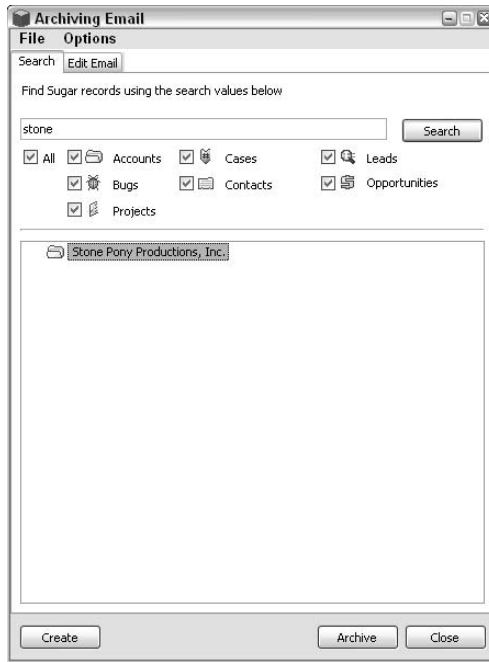 Archiving Email
File Options
Search Edit Email
Find Sugar records using the search values below
stone Search
All Accounts Cases Leads
Bugs Contacts Opportunities
Projects
Stone Pony Productions, Inc.
Create Archive Close